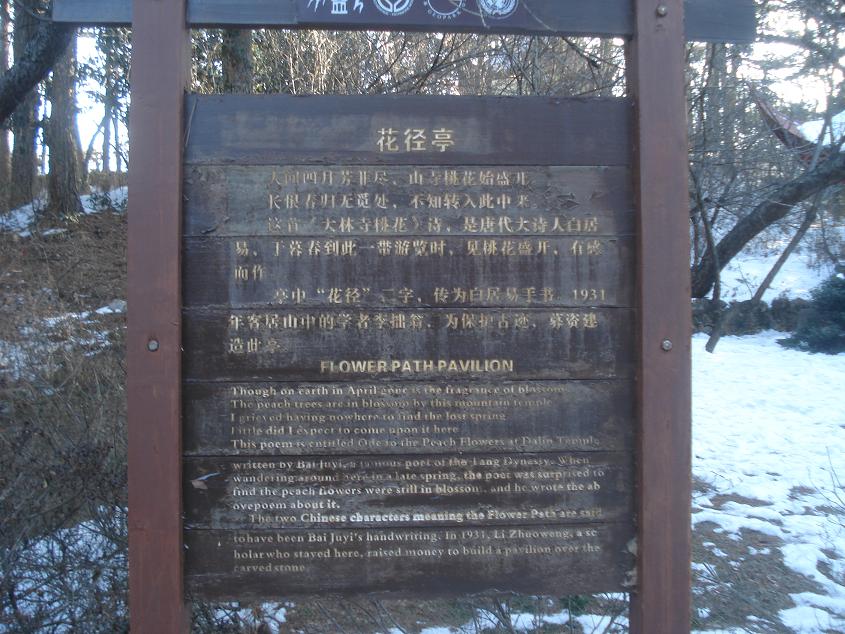 花径亭
人间四月芳菲尽，山寺桃花始盛开
长恨春归无觅处，不知转入此中来
这首《大林寺桃花》诗，是唐代大诗人白居
易，于暮春到此一带游览时，见桃花盛开，有感
而作
亭中“花径”二字，传为白居易手书。1931
年客居山中的学者李拙翁，为保护古迹，募资建
造此亭
FLOWER PATH PAVILION
Though on earth in April gone is the fragrance of blossom
The peach trees are in blossom by this mountain temple
I grieved having nowhere to find the lost spring
Little did I expect to come upon it here
This poem is entitled Ode to the Peach Flowers at Dalin Temple
written by Bai Juyi, a famous poet of the Tang Dynesty. When
wandering around here in a late spring, the poet was surprised to
find the peach flowers were still in blossom, and he wrote the ab
ovepoem about it.
The two Chinese characters meaning the Flower Path are said
tohave been Bai Juyi's handwriting. In 1931, Li Zhuoweng, a sc
holar who stayed here, raised money to build a pavilion over the
carved stone